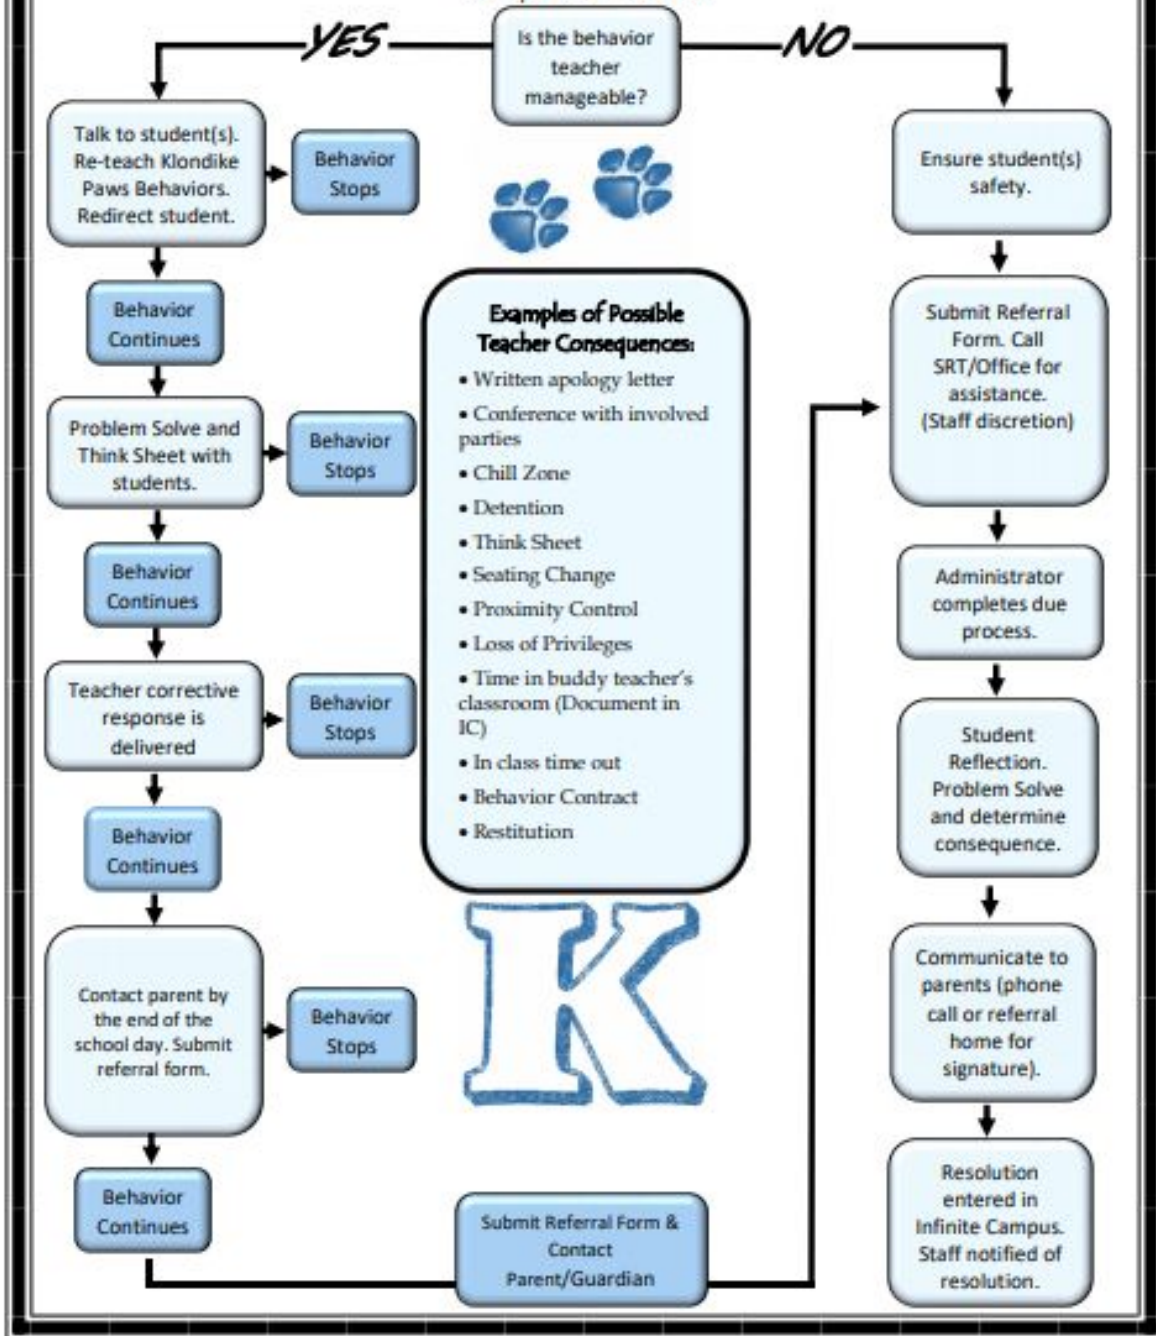 Is the behavior
teacher
manageable?
YES
NO
Talk to student(s).
Re-teach Klondike
Paws Behaviors.
Redirect student.
Behavior
Stops
Behavior
Continues
Problem Solve and
Think Sheet with
students.
Behavior
Stops
Behavior
Continues
Teacher corrective
response is
delivered
Behavior
Stops
Behavior
Continues
Contact parent by
the end of the
school day. Submit
referral form.
Behavior
Stops
Behavior
Continues
Submit Referral Form &
Contact
Parent/Guardian
Examples of Possible
Teacher Consequences:
• Written apology letter
• Conference with involved
parties
• Chill Zone
• Detention
• Think Sheet
• Seating Change
• Proximity Control
• Loss of Privileges
• Time in buddy teacher's
classroom (Document in
IC)
• In class time out
• Behavior Contract
• Restitution
K
Ensure student(s)
safety.
Submit Referral
Form. Call
SRT/Office for
assistance.
(Staff discretion)
Administrator
completes due
process.
Student
Reflection.
Problem Solve
and determine
consequence.
Communicate to
parents (phone
call or referral
home for
signature).
Resolution
entered in
Infinite Campus.
Staff notified of
resolution.